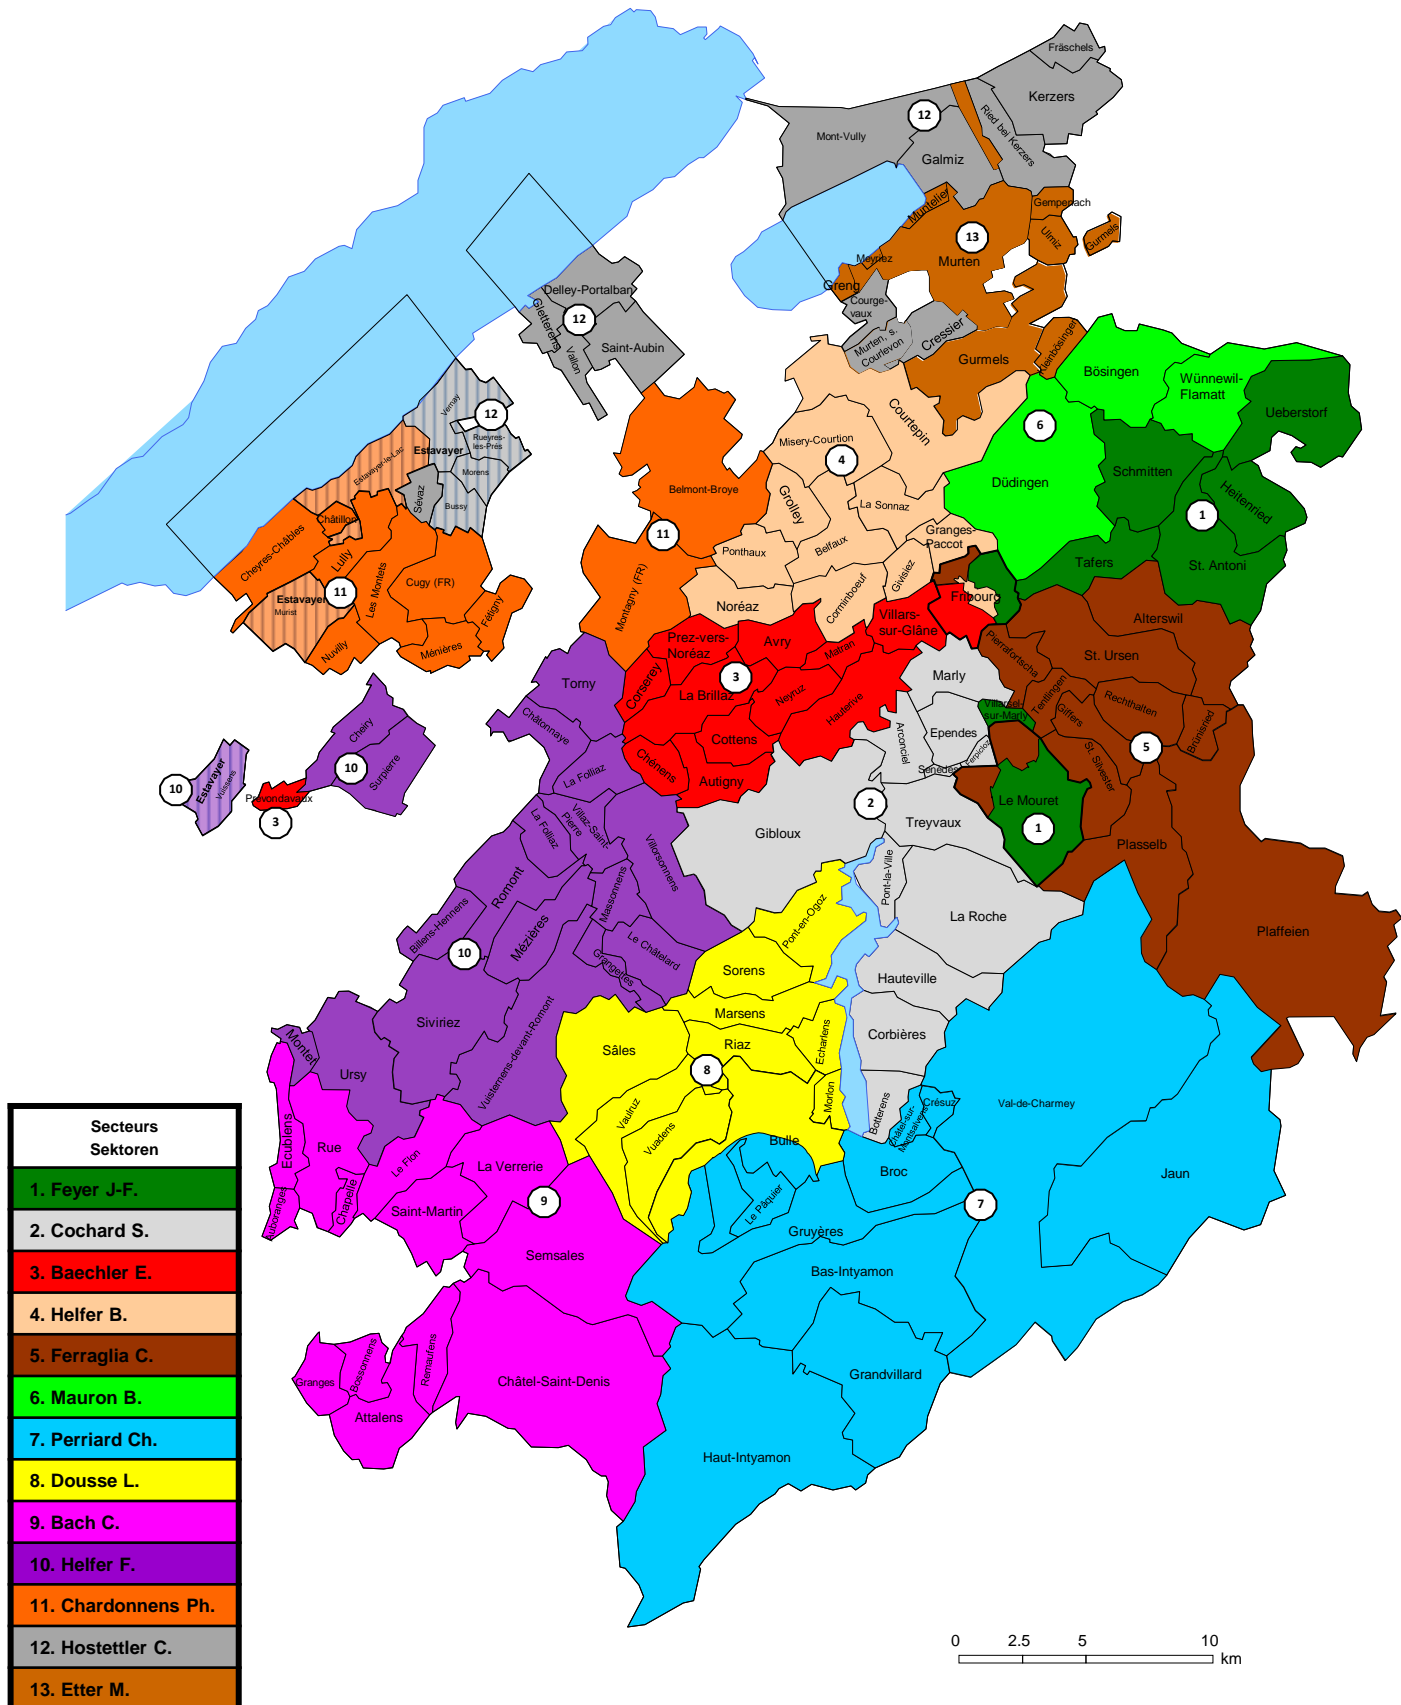 Fräschels
Kerzers
12
Ried bei Kerzers
Mont-Vully
Galmiz
Muntelier
Gempenach
13
Ulmiz
Gurmels
Meyriez
Murten
Greng
Delley-Portalban
Courge-
vaux
Gletterens
12
Vallon
Saint-Aubin
Murten, s.
Courlevon
Cressier
Gurmels
Kleinbösingen
Bösingen
Wünnewil-
Flamatt
Ueberstorf
Vernay
12
Rueyres-
les-Prés
Estavayer
Morens
Estavayer-le-Lac
Sévaz
Bussy
Courtepin
Misery-Courtion
4
6
Düdingen
Schmitten
Heitenried
1
Belmont-Broye
Grolley
La Sonnaz
Granges-
Paccot
Châtillon
Cheyres-Châbles
Lully
11
Ponthaux
Belfaux
Givisiez
Tafers
St. Antoni
Les Montets
Cugy (FR)
Estavayer
Murist
11
Fétigny
Montagny (FR)
Noréaz
Corminboeuf
Fribourg
Nuvilly
Ménières
Villars-
sur-Glâne
Alterswil
Prez-vers-
Noréaz
Avry
Matran
Pierrafortscha
St. Ursen
Corserey
3
Torny
La Brillaz
Neyruz
Hauterive
Marly
Tentlingen
Rechthalten
Villarsel-
sur-Marly
Giffers
Brünisried
Châtonnaye
Cottens
Arconciel
Ependes
5
Cheiry
10
Surpierre
Chénens
Autigny
Senèdes
Ferpicloz
St. Silvester
Estavayer
Vuissens
10
Prévondavaux
3
La Folliaz
2
Le Mouret
1
La Folliaz
Villaz-Saint-
Pierre
Gibloux
Treyvaux
Plasselb
Villorsonnens
Romont
Massonnens
Pont-la-Ville
Billens-Hennens
Mézières
Pont-en-Ogoz
La Roche
Plaffeien
10
Le Châtelard
Grangettes
Sorens
Hauteville
Siviriez
Vuisternens-devant-Romont
Marsens
Montet
Echarlens
Corbières
Ursy
Sâles
Riaz
8
Morlon
Botterens
Crésuz
Châtel-sur-
Montsalvens
Val-de-Charmey
Vaulruz
Vuadens
Bulle
Ecublens
Rue
Le Flon
La Verrerie
Broc
Jaun
Auboranges
Chapelle
Saint-Martin
9
Le Pâquier
7
Gruyères
Semsales
Bas-Intyamon
Granges
Bossonnens
Remaufens
Attalens
Châtel-Saint-Denis
Grandvillard
Haut-Intyamon
Secteurs
Sektoren
1. Feyer J-F.
2. Cochard S.
3. Baechler E.
4. Helfer B.
5. Ferraglia C.
6. Mauron B.
7. Perriard Ch.
8. Dousse L.
9. Bach C.
10. Helfer F.
11. Chardonnens Ph.
12. Hostettler C.
13. Etter M.
0 2.5 5 10
km